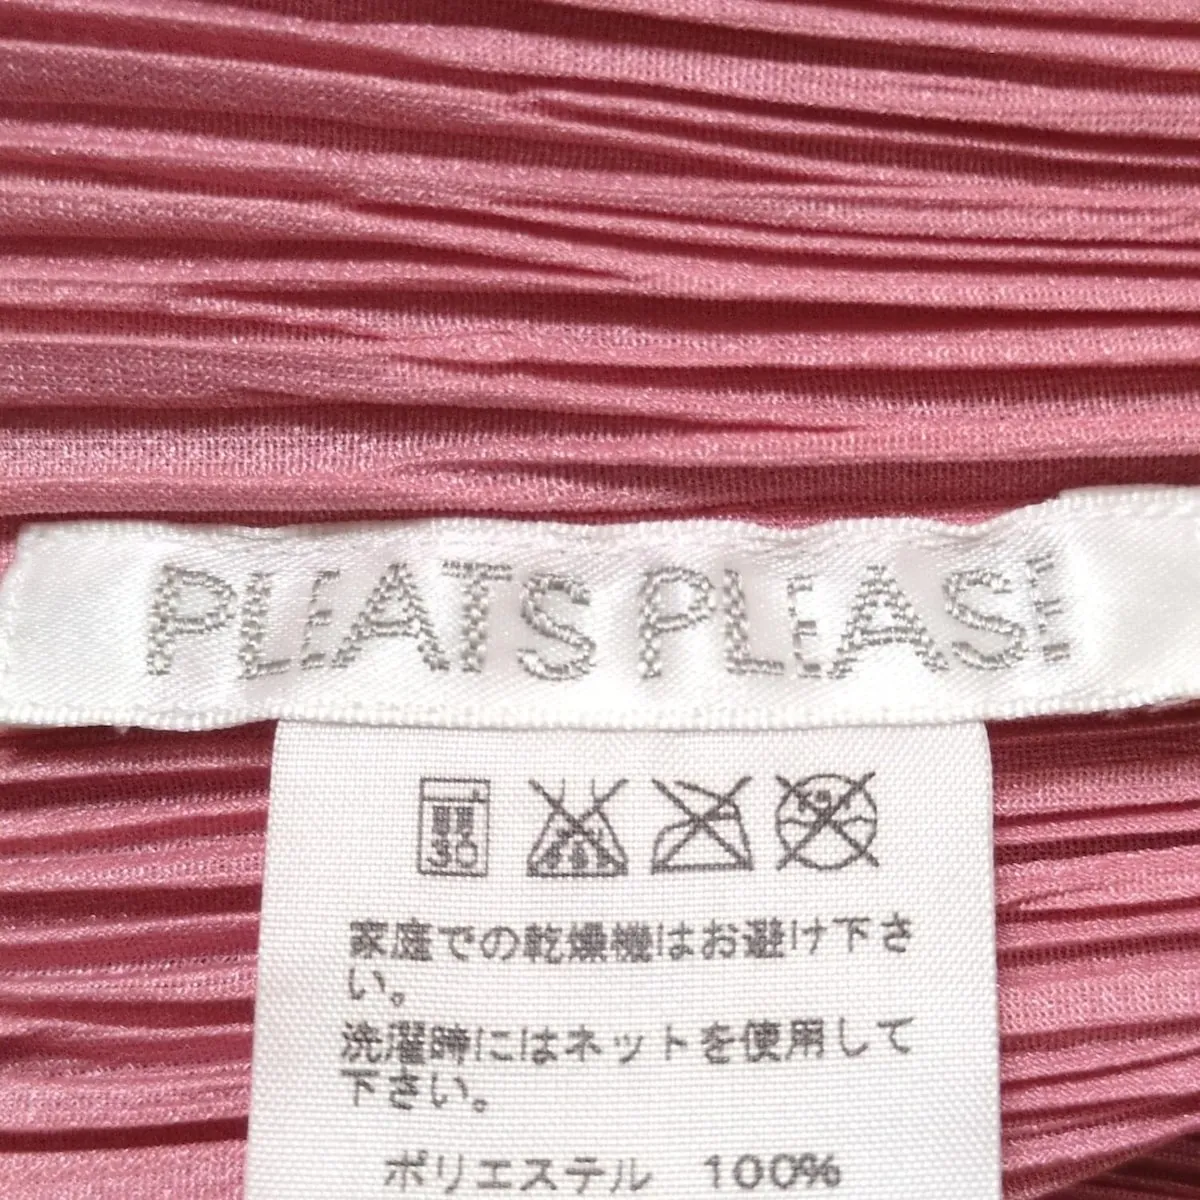 PLEATS PLEASE
30
家庭での乾燥機はお避け下さ
い。
洗濯時にはネットを使用して
下さい。
ポリエステル 100%